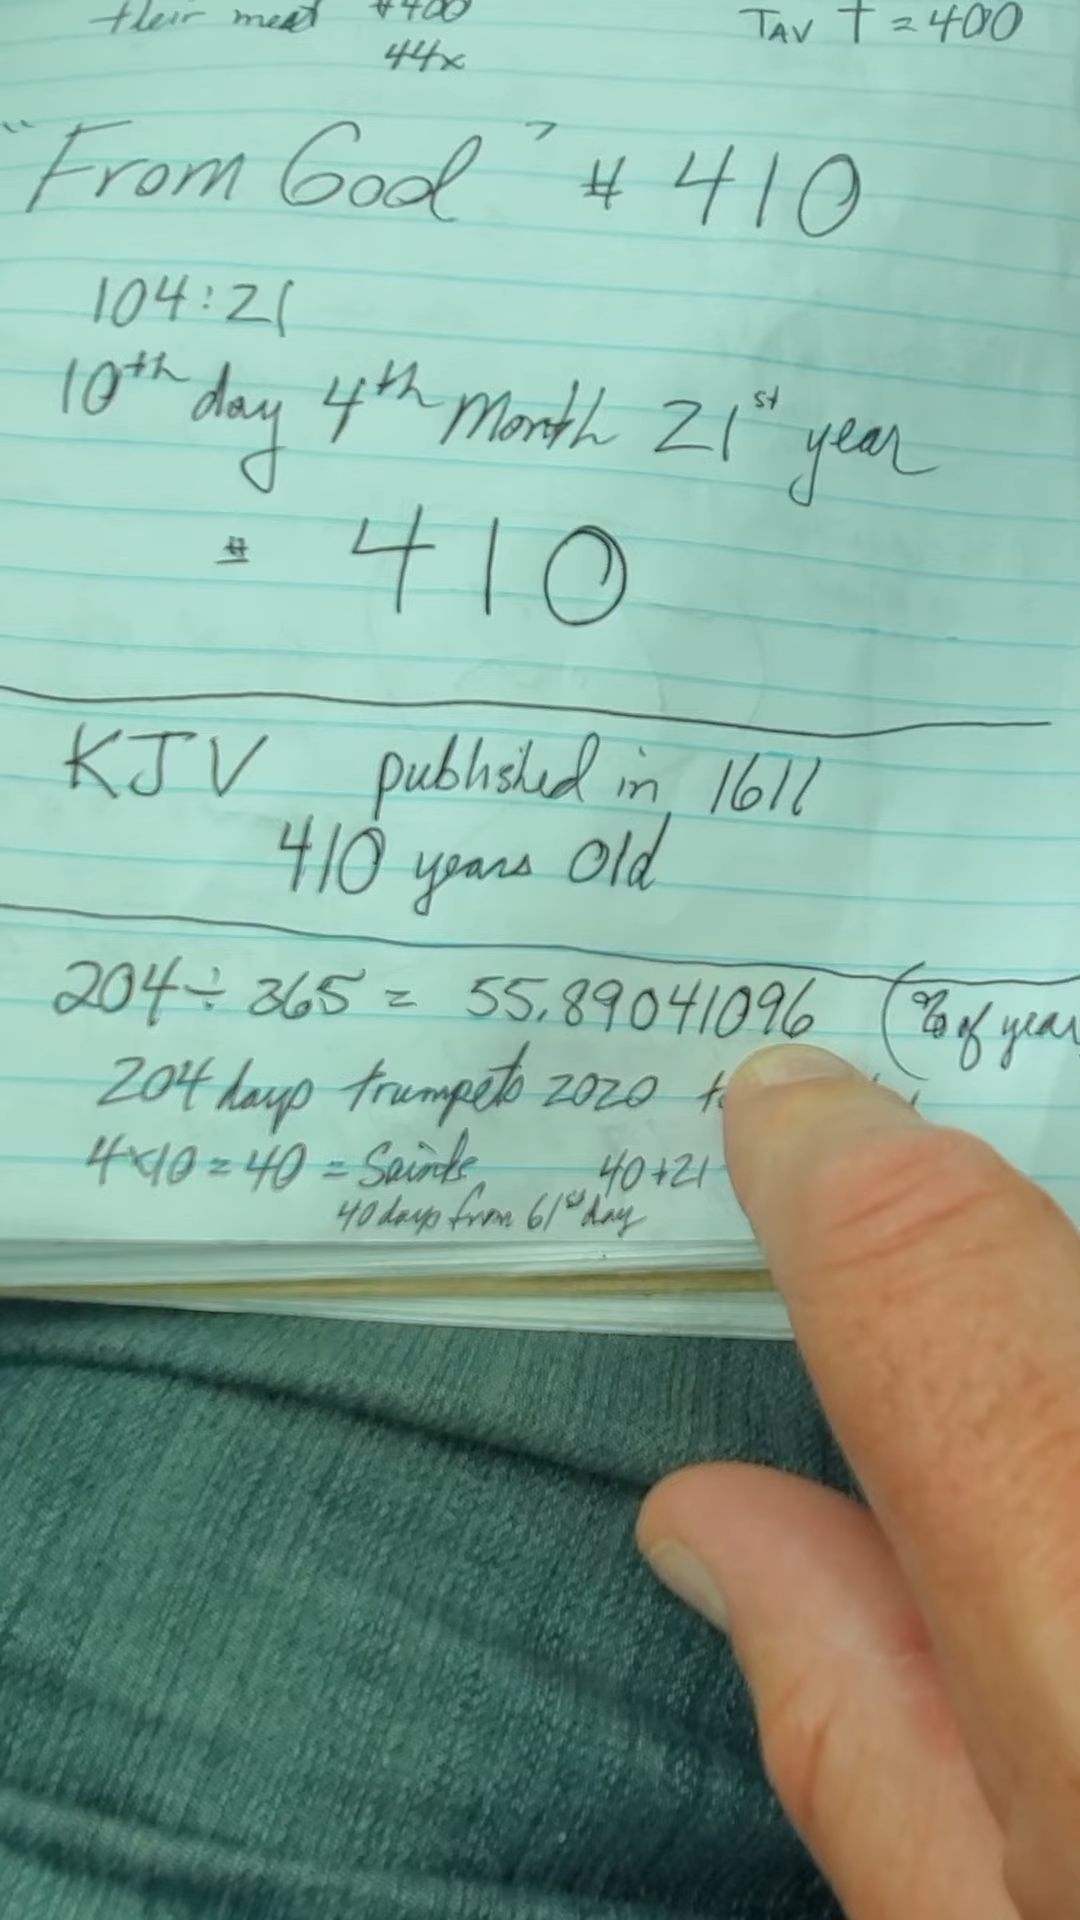 their meat #400 TAV † = 400
44x
"From God" # 410
104:21
10th day 4th Month 21st year
# 410
KJV published in 1611
410 years old
204 ÷ 365 = 55.89041096 (% of year
204 days trumpets 2020
4x10 = 40 = Saints 40+21
40 days from 61st day